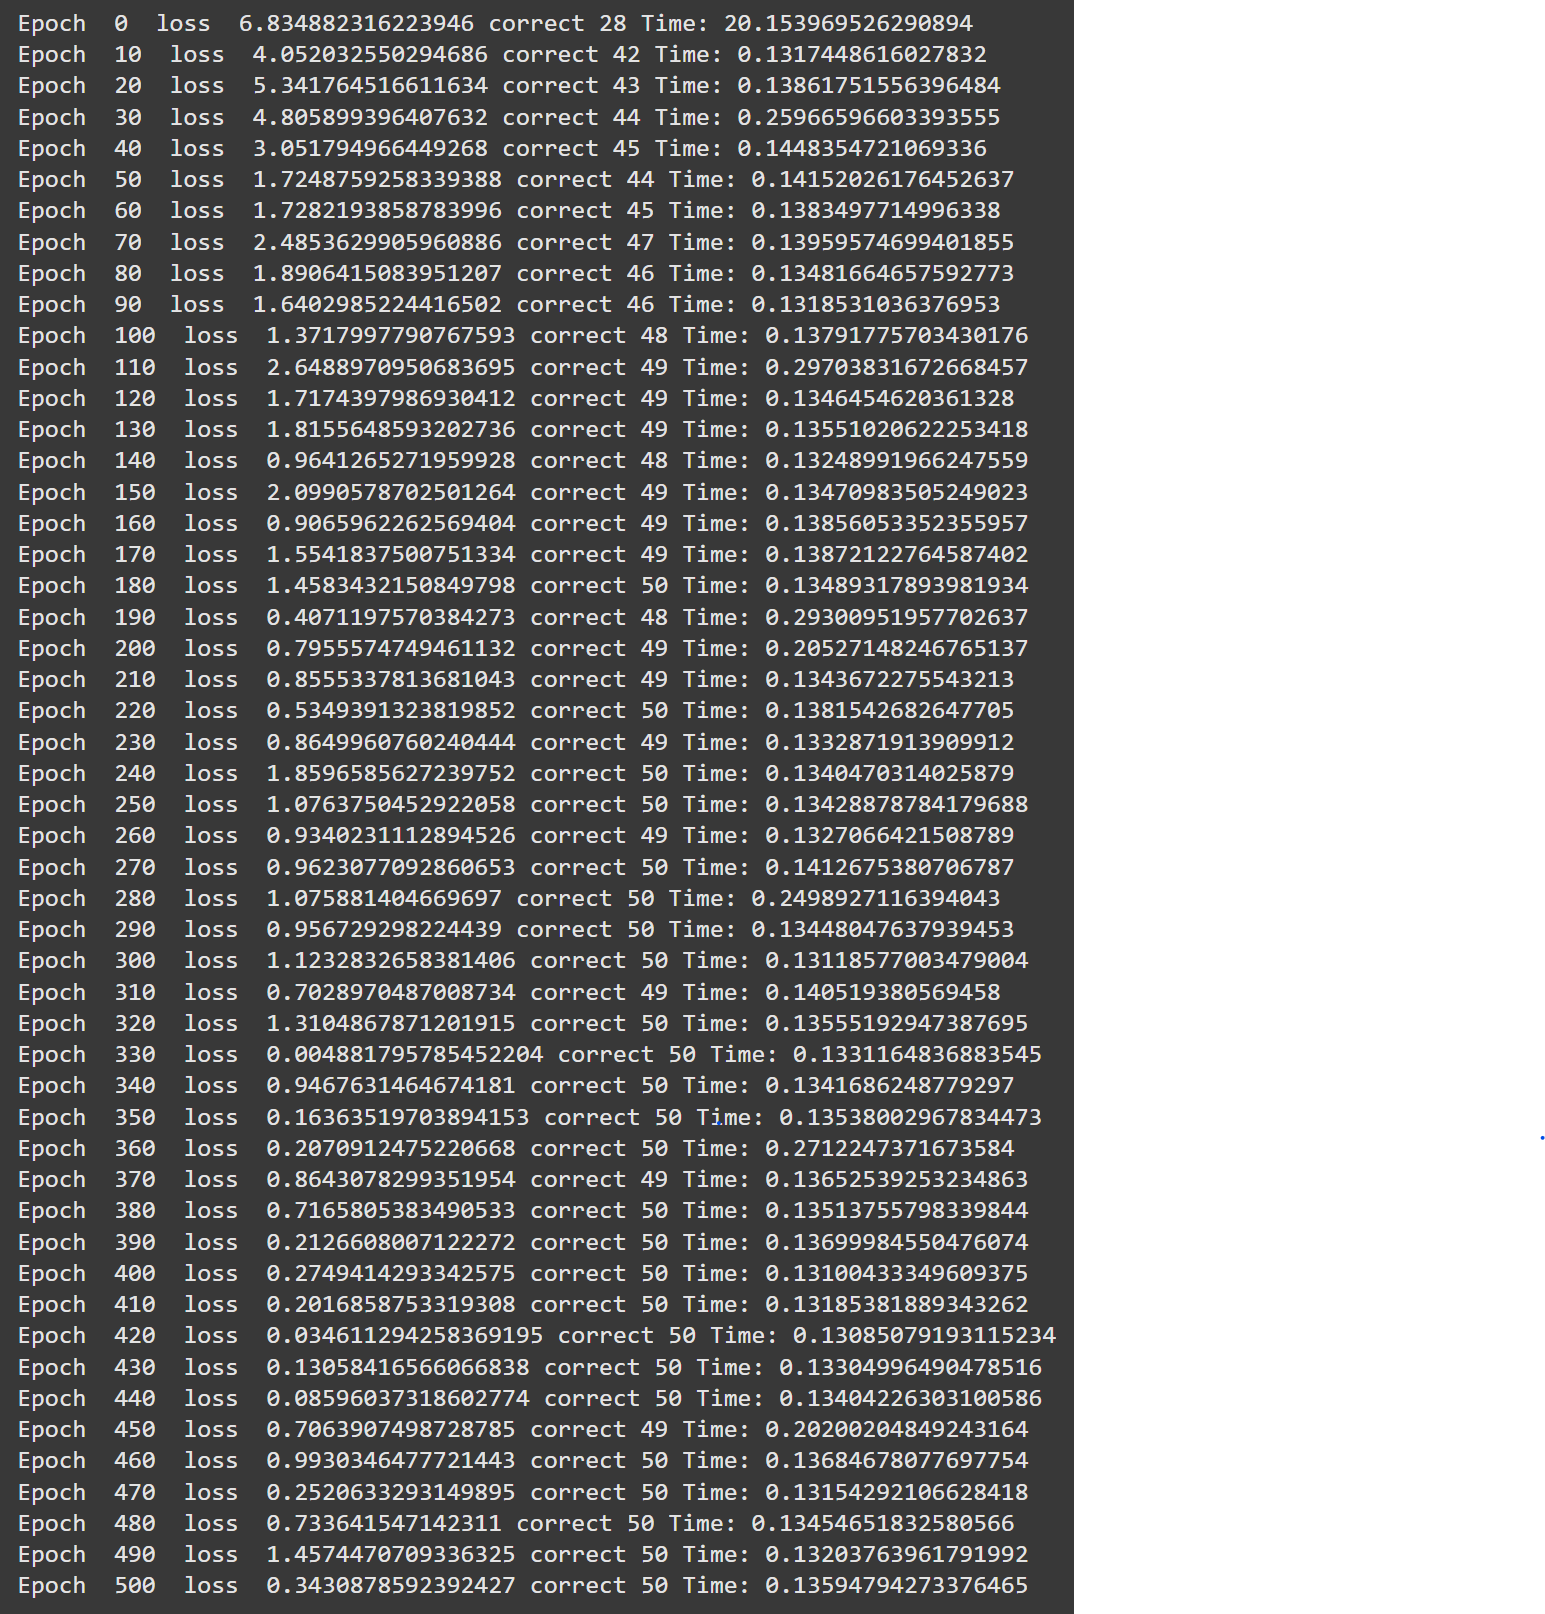 Epoch  0  loss  6.834882316223946 correct 28 Time: 20.153969526290894
Epoch  10  loss  4.052032550294686 correct 42 Time: 0.1317448616027832
Epoch  20  loss  5.341764516611634 correct 43 Time: 0.13861751556396484
Epoch  30  loss  4.805899396407632 correct 44 Time: 0.25966596603393555
Epoch  40  loss  3.051794966449268 correct 45 Time: 0.1448354721069336
Epoch  50  loss  1.7248759258339388 correct 44 Time: 0.14152026176452637
Epoch  60  loss  1.7282193858783996 correct 45 Time: 0.1383497714996338
Epoch  70  loss  2.4853629905960886 correct 47 Time: 0.13959574699401855
Epoch  80  loss  1.8906415083951207 correct 46 Time: 0.13481664657592773
Epoch  90  loss  1.6402985224416502 correct 46 Time: 0.1318531036376953
Epoch  100  loss  1.3717997790767593 correct 48 Time: 0.13791775703430176
Epoch  110  loss  2.6488970950683695 correct 49 Time: 0.29703831672668457
Epoch  120  loss  1.7174397986930412 correct 49 Time: 0.1346454620361328
Epoch  130  loss  1.8155648593202736 correct 49 Time: 0.13551020622253418
Epoch  140  loss  0.9641265271959928 correct 48 Time: 0.132489919662475​59
Epoch  150  loss  2.0990578702501264 correct 49 Time: 0.13470983505249023
Epoch  160  loss  0.9065962262569404 correct 49 Time: 0.13856053352355957
Epoch  170  loss  1.5541837500751334 correct 49 Time: 0.13872122764587402
Epoch  180  loss  1.4583432150849798 correct 50 Time: 0.13489317893981934
Epoch  190  loss  0.4071197570384273 correct 48 Time: 0.29300951957702637
Epoch  200  loss  0.7955574749461132 correct 49 Time: 0.20527148246765137
Epoch  210  loss  0.8555337813681043 correct 49 Time: 0.1343672275543213
Epoch  220  loss  0.5349391323819852 correct 50 Time: 0.1381542682647705
Epoch  230  loss  0.8649960760240444 correct 49 Time: 0.1332871913909912
Epoch  240  loss  1.8596585627239752 correct 50 Time: 0.1340470314025879
Epoch  250  loss  1.0763750452922058 correct 50 Time: 0.13428878784179688
Epoch  260  loss  0.9340231112894526 correct 49 Time: 0.1327066421508789
Epoch  270  loss  0.9623077092860653 correct 50 Time: 0.1412675380706787
Epoch  280  loss  1.075881404669697 correct 50 Time: 0.2498927116394043
Epoch  290  loss  0.956729298224439 correct 50 Time: 0.13448047637939453
Epoch  300  loss  1.1232832658381406 correct 50 Time: 0.13118577003479004
Epoch  310  loss  0.7028970487008734 correct 49 Time: 0.140519380569458
Epoch  320  loss  1.3104867871201915 correct 50 Time: 0.13555192947387695
Epoch  330  loss  0.004881795785452204 correct 50 Time: 0.1331164836883545
Epoch  340  loss  0.9467631464674181 correct 50 Time: 0.1341686248779297
Epoch  350  loss  0.16363519703894153 correct 50 Time: 0.13538002967834473
Epoch  360  loss  0.2070912475220668 correct 50 Time: 0.2712247371673584
Epoch  370  loss  0.8643078299351954 correct 49 Time: 0.13652539253234863
Epoch  380  loss  0.7165805383490533 correct 50 Time: 0.13513755798339844
Epoch  390  loss  0.2126608007122272 correct 50 Time: 0.13699984550476074
Epoch  400  loss  0.2749414293342575 correct 50 Time: 0.13100433349609375
Epoch  410  loss  0.2016858753319308 correct 50 Time: 0.13185381889343262
Epoch  420  loss  0.034611294258369195 correct 50 Time: 0.13085079193115234
Epoch  430  loss  0.13058416566066838 correct 50 Time: 0.13304996490478516
Epoch  440  loss  0.08596037318602774 correct 50 Time: 0.13404226303100586
Epoch  450  loss  0.7063907498728785 correct 49 Time: 0.20200204849243164
Epoch  460  loss  0.9930346477721443 correct 50 Time: 0.13684678077697754
Epoch  470  loss  0.2520633293149895 correct 50 Time: 0.13154292106628418
Epoch  480  loss  0.733641547142311 correct 50 Time: 0.13454651832580566
Epoch  490  loss  1.4574470709336325 correct 50 Time: 0.13203763961791992
Epoch  500  loss  0.3430878592392427 correct 50 Time: 0.13594794273376465